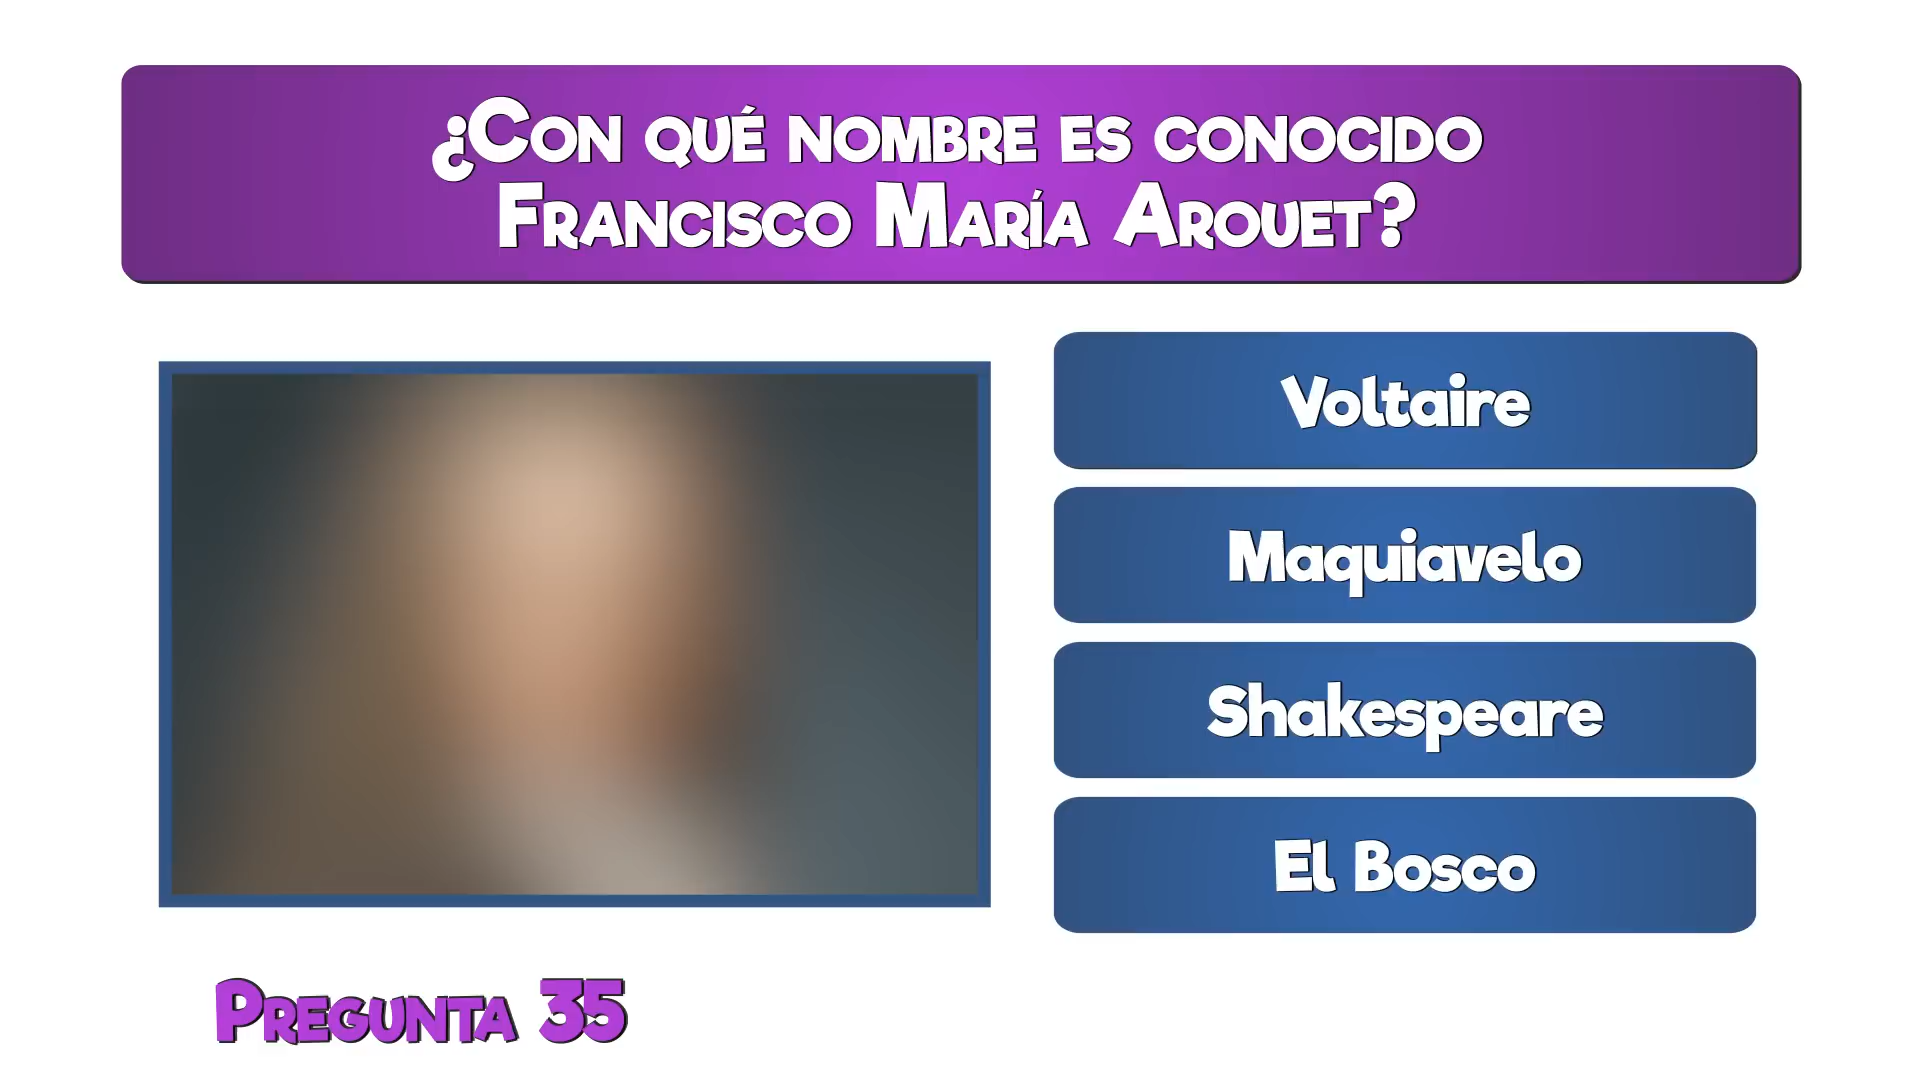 ¿Con qué nombre es conocido
Francisco María Arouet?
Voltaire
Maquiavelo
Shakespeare
El Bosco
Pregunta 35